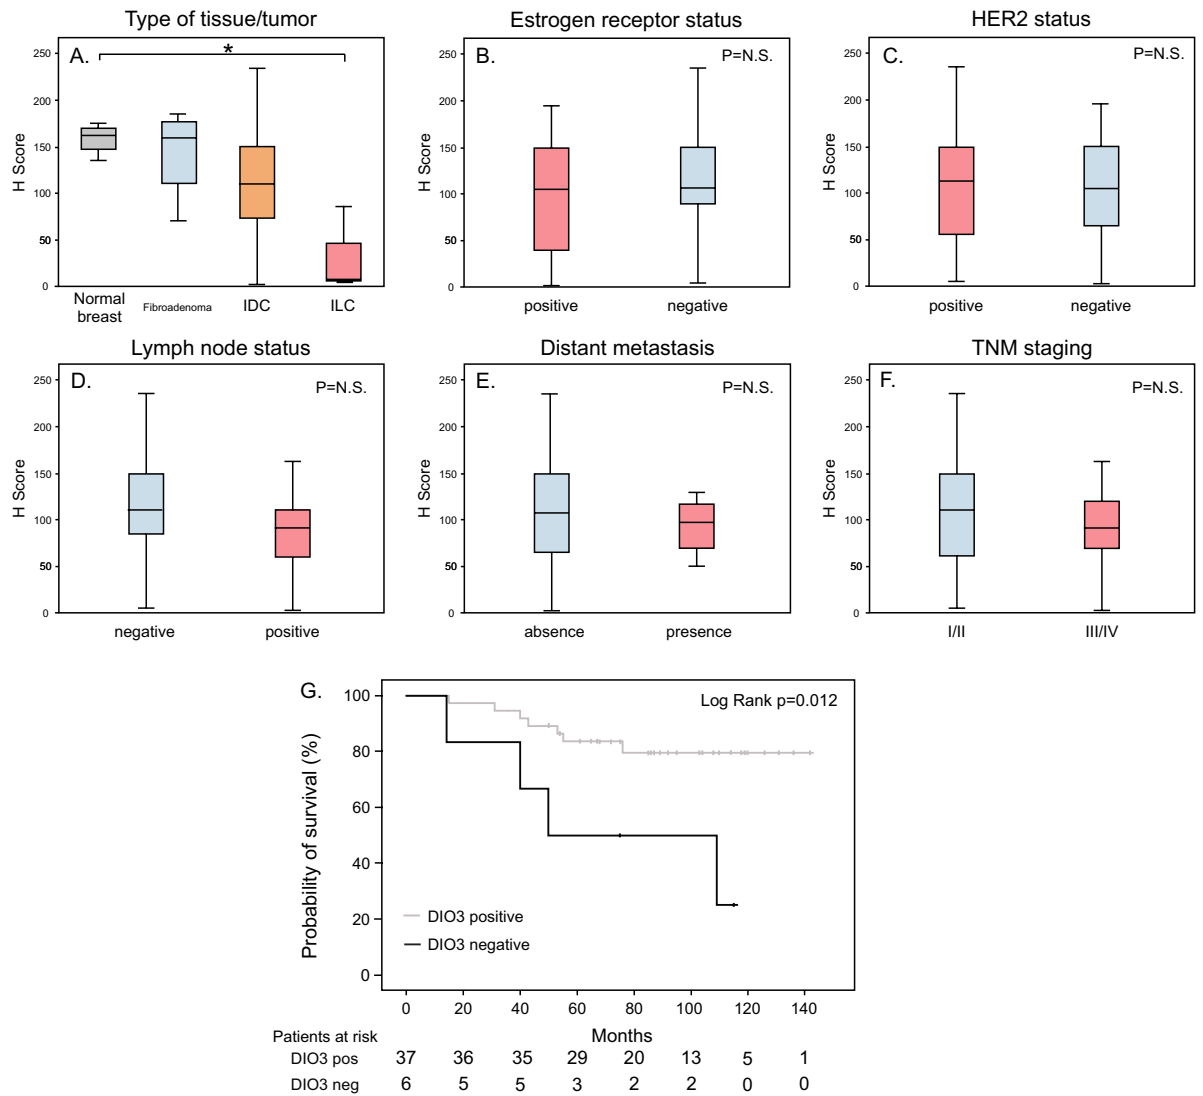 Type of tissue/tumor
A.
*
250
200
150
100
50
0
H Score
Normal breast
Fibroadenoma
IDC
ILC
Estrogen receptor status
B.
P=N.S.
250
200
150
100
50
0
H Score
positive
negative
HER2 status
C.
P=N.S.
250
200
150
100
50
0
H Score
positive
negative
Lymph node status
D.
P=N.S.
250
200
150
100
50
0
H Score
negative
positive
Distant metastasis
E.
P=N.S.
250
200
150
100
50
0
H Score
absence
presence
TNM staging
F.
P=N.S.
250
200
150
100
50
0
H Score
I/II
III/IV
G.
Log Rank p=0.012
100
80
60
40
20
0
Probability of survival (%)
DIO3 positive
DIO3 negative
0 20 40 60 80 100 120 140
Months
Patients at risk
DIO3 pos 37 36 35 29 20 13 5 1
DIO3 neg 6 5 5 3 2 2 0 0